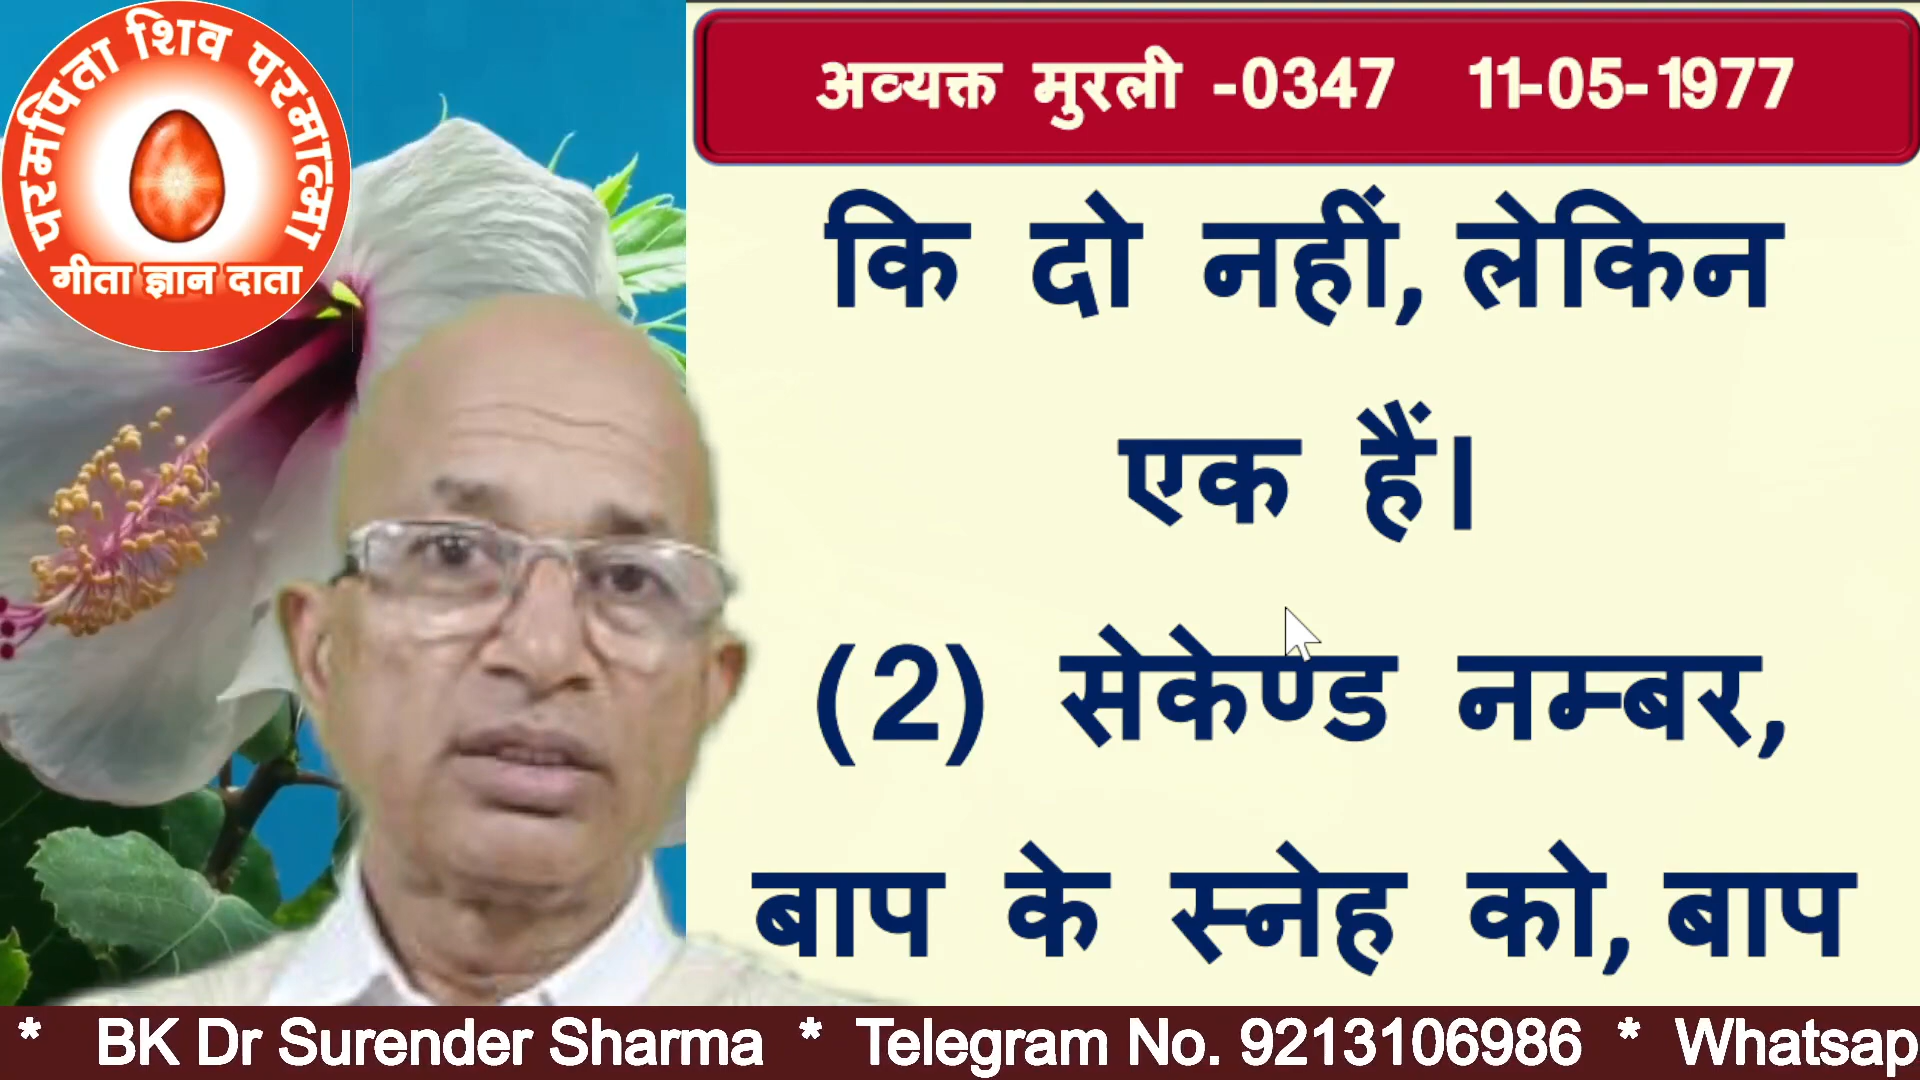 परमपिता शिव परमात्मा
गीता ज्ञान दाता
अव्यक्त मुरली -0347 11-05-1977
कि दो नहीं, लेकिन
एक हैं।
(2) सेकेण्ड नम्बर,
बाप के स्नेह को, बाप
* BK Dr Surender Sharma * Telegram No. 9213106986 * Whatsap